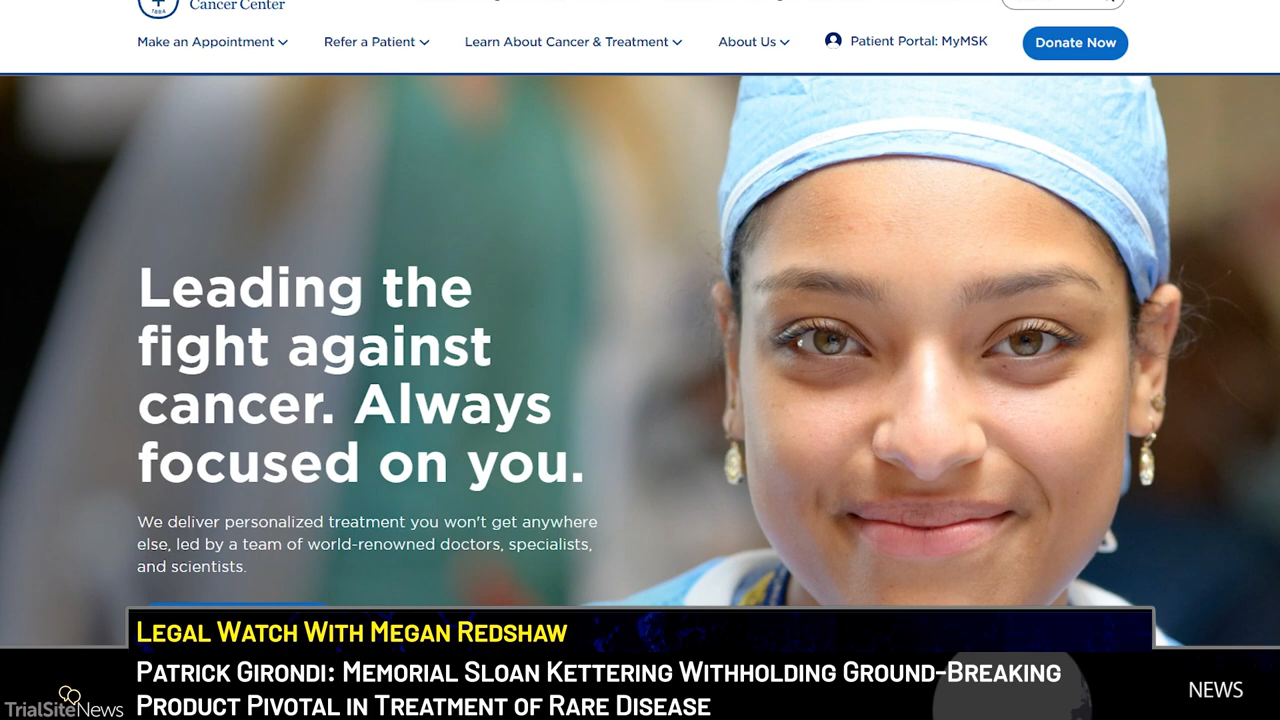 Cancer Center
1884
Make an Appointment
Refer a Patient
Learn About Cancer & Treatment
About Us
Patient Portal: MyMSK
Donate Now
Leading the
fight against
cancer. Always
focused on you.
We deliver personalized treatment you won't get anywhere
else, led by a team of world-renowned doctors, specialists,
and scientists.
Legal Watch With Megan Redshaw
Patrick Girondi: Memorial Sloan Kettering Withholding Ground-Breaking
Product Pivotal in Treatment of Rare Disease
TrialSiteNews
NEWS